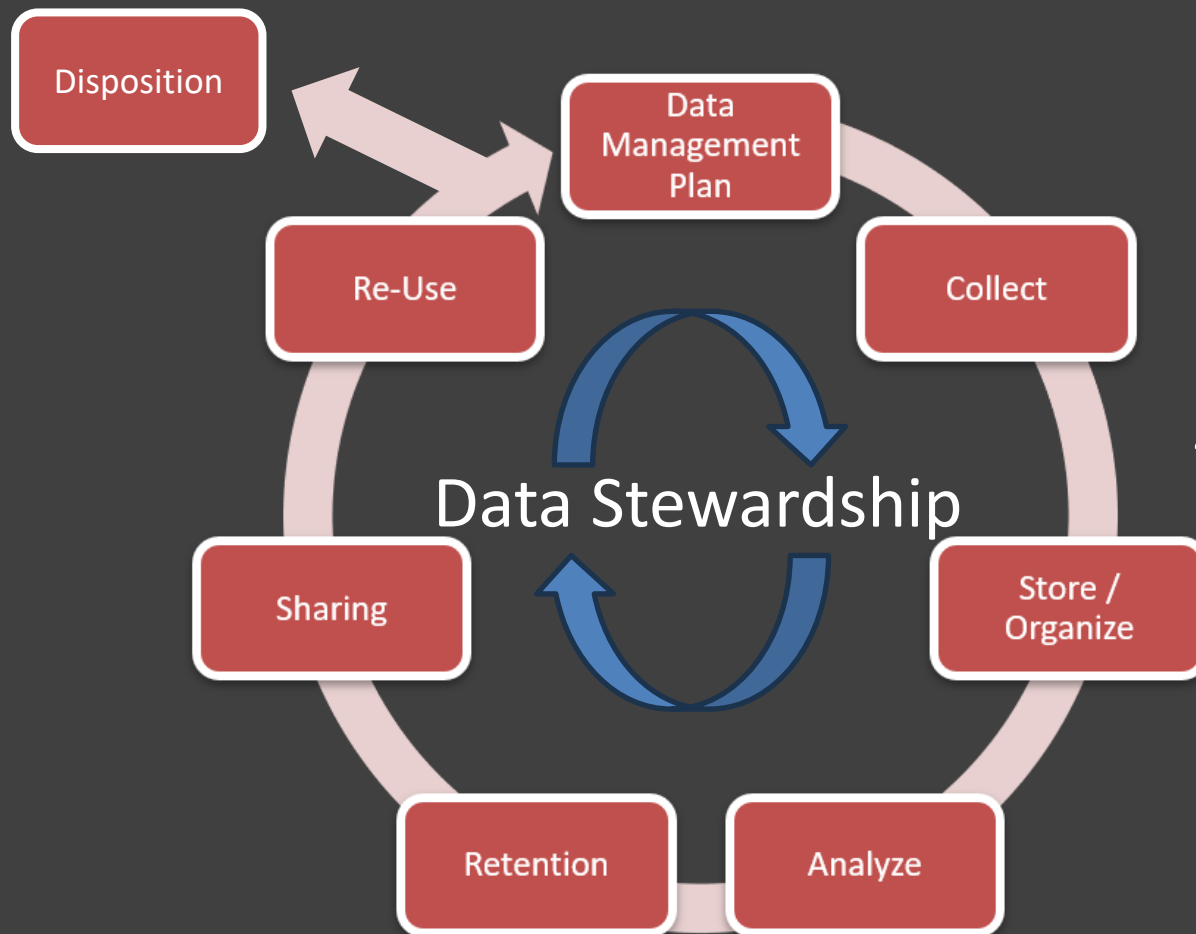 Disposition
Data
Management
Plan
Re-Use
Collect
Data Stewardship
Sharing
Store /
Organize
Retention
Analyze